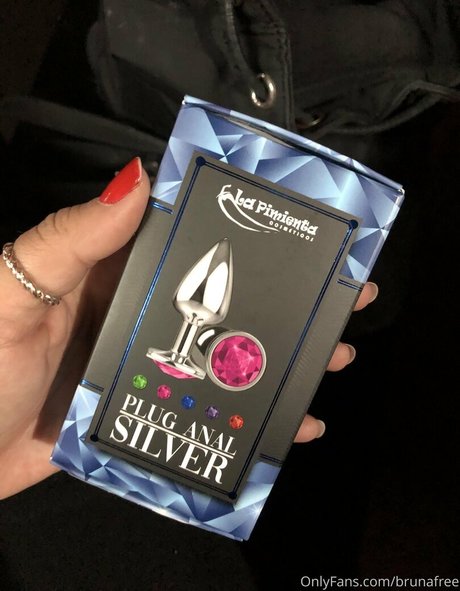 La Pimienta
COSMETICOS
PLUG ANAL
SILVER
OnlyFans.com/brunafree